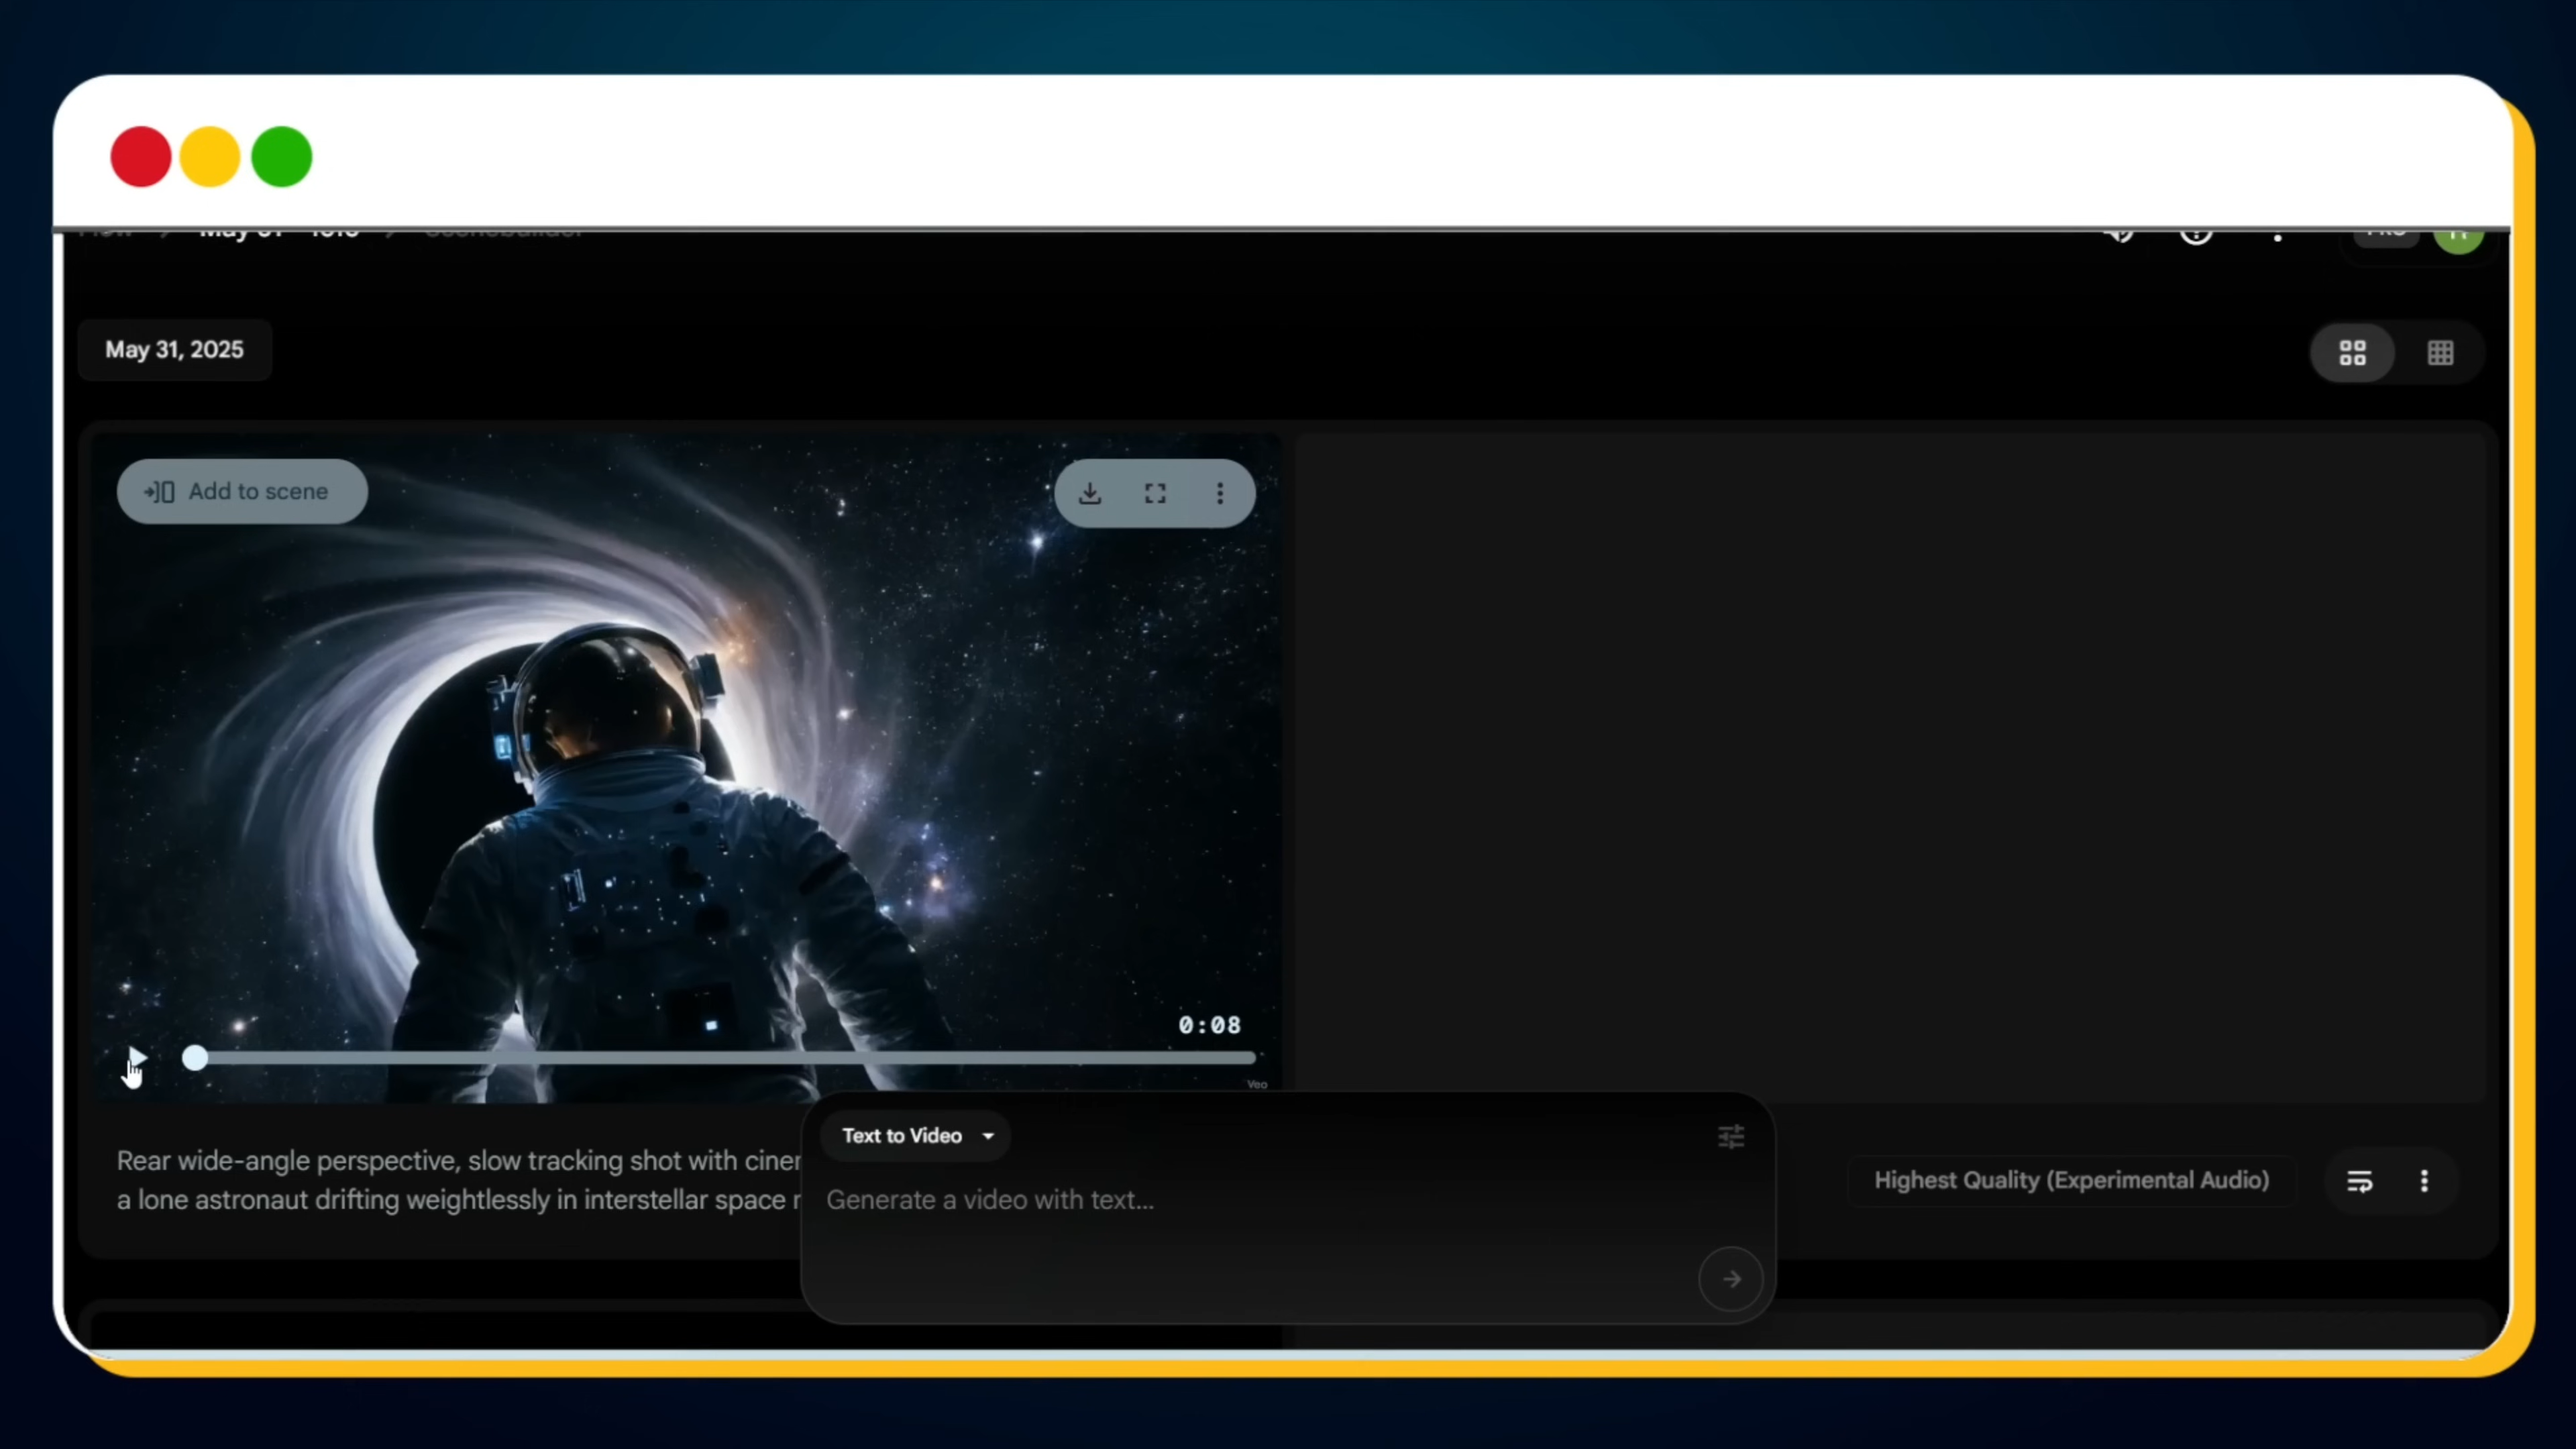 May 31, 2025
Add to scene
0:08
Veo
Rear wide-angle perspective, slow tracking shot with
a lone astronaut drifting weightlessly in interstellar space
Text to Video
Generate a video with text...
Highest Quality (Experimental Audio)